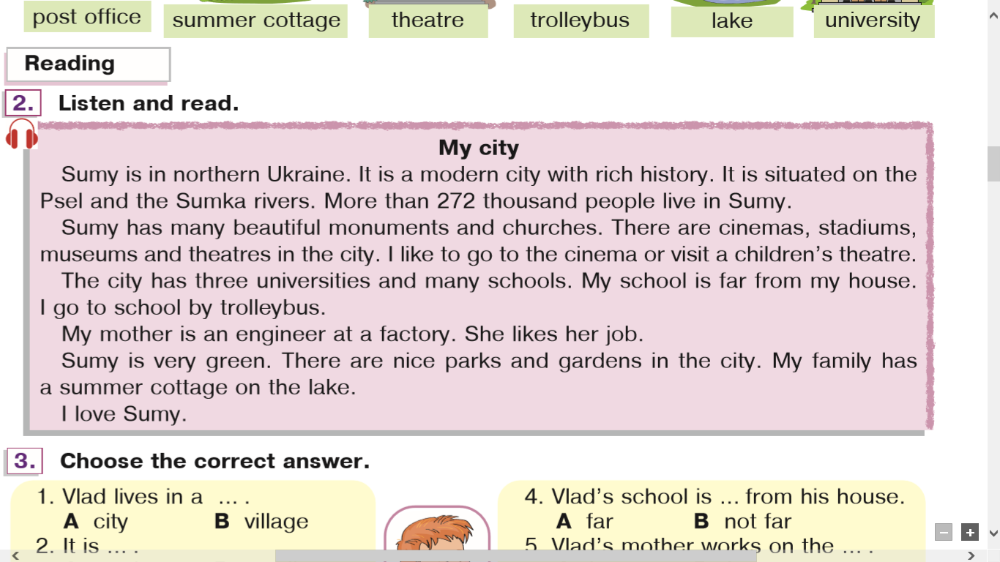 post office
summer cottage
theatre
trolleybus
lake
university
Reading
2. Listen and read.
My city
Sumy is in northern Ukraine. It is a modern city with rich history. It is situated on the
Psel and the Sumka rivers. More than 272 thousand people live in Sumy.
Sumy has many beautiful monuments and churches. There are cinemas, stadiums,
museums and theatres in the city. I like to go to the cinema or visit a children's theatre.
The city has three universities and many schools. My school is far from my house.
I go to school by trolleybus.
My mother is an engineer at a factory. She likes her job.
Sumy is very green. There are nice parks and gardens in the city. My family has
a summer cottage on the lake.
I love Sumy.
3. Choose the correct answer.
1. Vlad lives in a ... .
A city B village
2. It is ... .
4. Vlad's school is ... from his house.
A far B not far
5. Vlad's mother works on the ... .